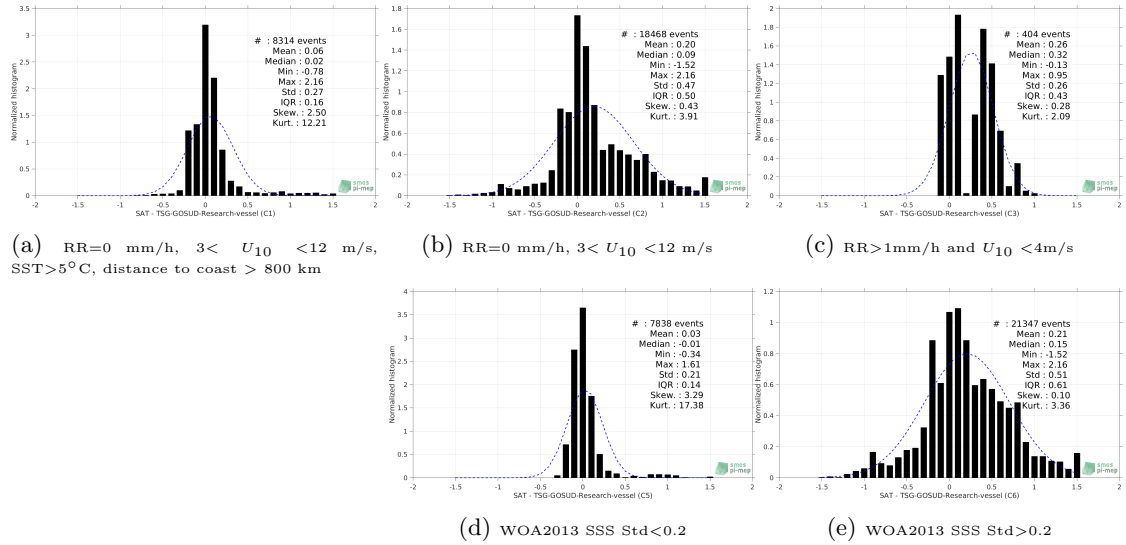 3.5
3
2.5
2
1.5
1
0.5
0
Normalized histogram
# : 8314 events
Mean : 0.06
Median : 0.02
Min : -0.78
Max : 2.16
Std : 0.27
IQR : 0.16
Skew. : 2.50
Kurt. : 12.21
smos
pi-mep
-2 -1.5 -1 -0.5 0 0.5 1 1.5 2
SAT - TSG-GOSUD-Research-vessel (C1)
(a) RR=0 mm/h, 3< U10 <12 m/s,
SST>5°C, distance to coast > 800 km
1.8
1.6
1.4
1.2
1
0.8
0.6
0.4
0.2
0
Normalized histogram
# : 18468 events
Mean : 0.20
Median : 0.09
Min : -1.52
Max : 2.16
Std : 0.47
IQR : 0.50
Skew. : 0.43
Kurt. : 3.91
smos
pi-mep
-2 -1.5 -1 -0.5 0 0.5 1 1.5 2
SAT - TSG-GOSUD-Research-vessel (C2)
(b) RR=0 mm/h, 3< U10 <12 m/s
2
1.8
1.6
1.4
1.2
1
0.8
0.6
0.4
0.2
0
Normalized histogram
# : 404 events
Mean : 0.26
Median : 0.32
Min : -0.13
Max : 0.95
Std : 0.26
IQR : 0.43
Skew. : 0.28
Kurt. : 2.09
smos
pi-mep
-2 -1.5 -1 -0.5 0 0.5 1 1.5 2
SAT - TSG-GOSUD-Research-vessel (C3)
(c) RR>1mm/h and U10 <4m/s
4
3.5
3
2.5
2
1.5
1
0.5
0
Normalized histogram
# : 7838 events
Mean : 0.03
Median : -0.01
Min : -0.34
Max : 1.61
Std : 0.21
IQR : 0.14
Skew. : 3.29
Kurt. : 17.38
smos
pi-mep
-2 -1.5 -1 -0.5 0 0.5 1 1.5 2
SAT - TSG-GOSUD-Research-vessel (C5)
(d) WOA2013 SSS Std<0.2
1.2
1
0.8
0.6
0.4
0.2
0
Normalized histogram
# : 21347 events
Mean : 0.21
Median : 0.15
Min : -1.52
Max : 2.16
Std : 0.51
IQR : 0.61
Skew. : 0.10
Kurt. : 3.36
smos
pi-mep
-2 -1.5 -1 -0.5 0 0.5 1 1.5 2
SAT - TSG-GOSUD-Research-vessel (C6)
(e) WOA2013 SSS Std>0.2